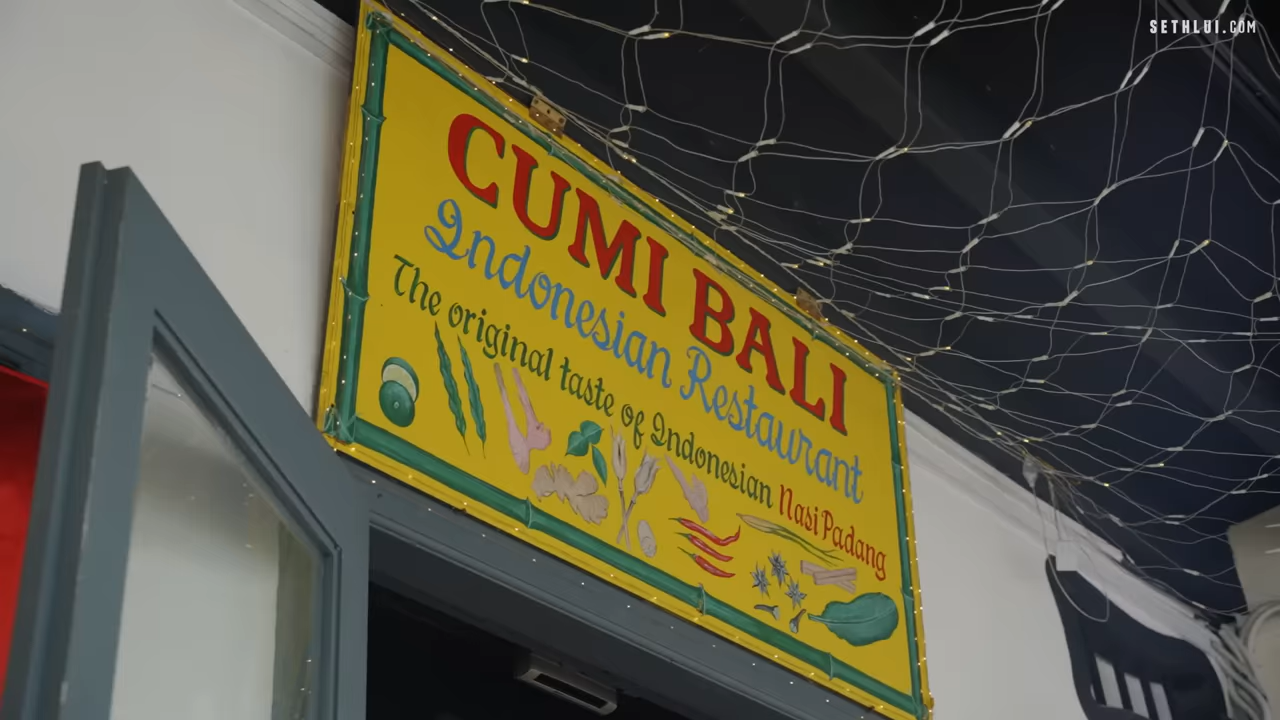 SETHLUI.COM
CUMI BALI
Indonesian Restaurant
The original taste of Indonesian Nasi Padang